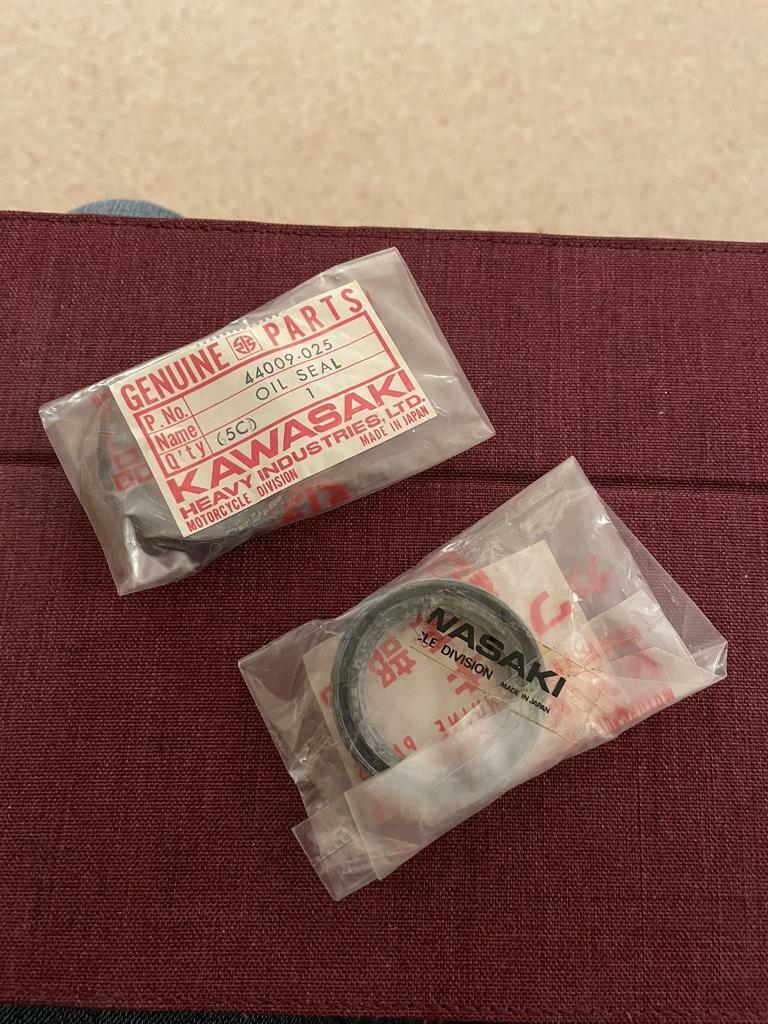 GENUINE PARTS
P. No. 44009-025
Name OIL SEAL
Q'ty (5C) 1
KAWASAKI
HEAVY INDUSTRIES, LTD.
MOTORCYCLE DIVISION MADE IN JAPAN
WASAKI
CLE DIVISION MADE IN JAPAN